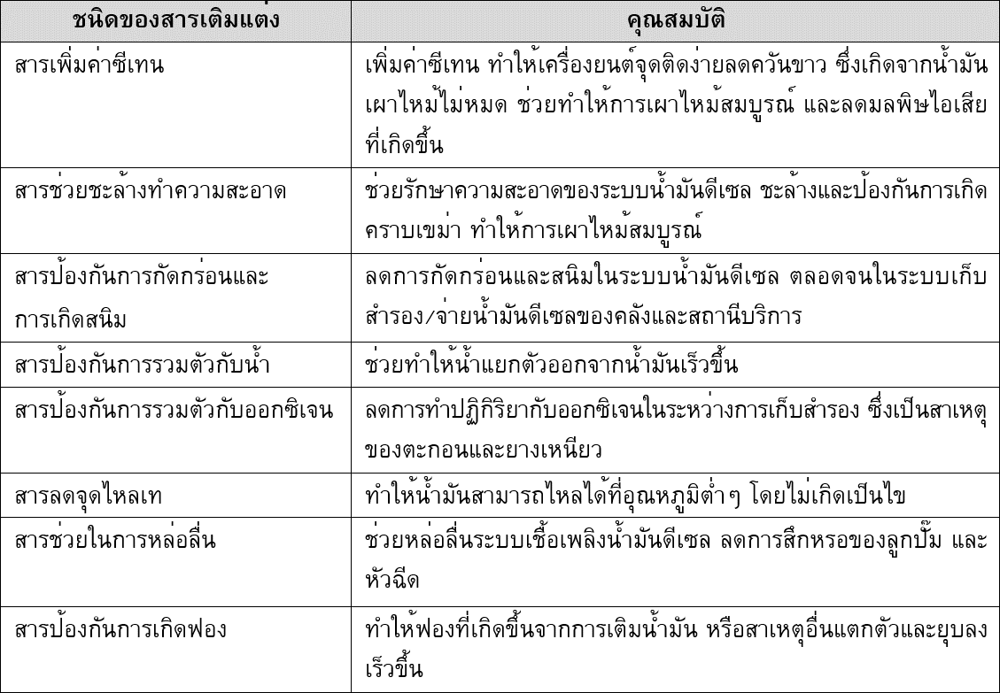 ชนิดของสารเติมแต่ง
คุณสมบัติ
สารเพิ่มค่าซีเทน
เพิ่มค่าซีเทน ทำให้เครื่องยนต์จุดติดง่ายลดควันขาว ซึ่งเกิดจากน้ำมัน
เผาไหม้ไม่หมด ช่วยทำให้การเผาไหม้สมบูรณ์ และลดมลพิษไอเสีย
ที่เกิดขึ้น
สารช่วยชะล้างทำความสะอาด
ช่วยรักษาความสะอาดของระบบน้ำมันดีเซล ชะล้างและป้องกันการเกิด
คราบเขม่า ทำให้การเผาไหม้สมบูรณ์
สารป้องกันการกัดกร่อนและ
การเกิดสนิม
ลดการกัดกร่อนและสนิมในระบบน้ำมันดีเซล ตลอดจนในระบบเก็บ
สำรอง/จ่ายน้ำมันดีเซลของคลังและสถานีบริการ
สารป้องกันการรวมตัวกับน้ำ
ช่วยทำให้น้ำแยกตัวออกจากน้ำมันเร็วขึ้น
สารป้องกันการรวมตัวกับออกซิเจน
ลดการทำปฏิกิริยากับออกซิเจนในระหว่างการเก็บสำรอง ซึ่งเป็นสาเหตุ
ของตะกอนและยางเหนียว
สารลดจุดไหลเท
ทำให้น้ำมันสามารถไหลได้ที่อุณหภูมิต่ำๆ โดยไม่เกิดเป็นไข
สารช่วยในการหล่อลื่น
ช่วยหล่อลื่นระบบเชื้อเพลิงน้ำมันดีเซล ลดการสึกหรอของลูกปั๊ม และ
หัวฉีด
สารป้องกันการเกิดฟอง
ทำให้ฟองที่เกิดขึ้นจากการเติมน้ำมัน หรือสาเหตุอื่นแตกตัวและยุบลง
เร็วขึ้น